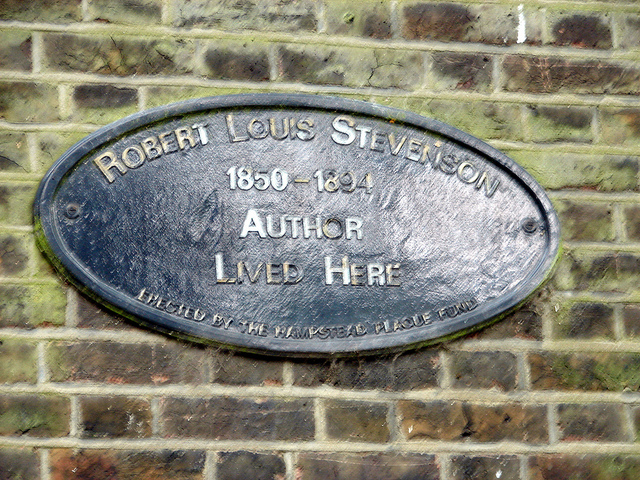 Robert Louis Stevenson
1850-1894
Author
Lived Here
Erected by the Hampstead Plaque Fund